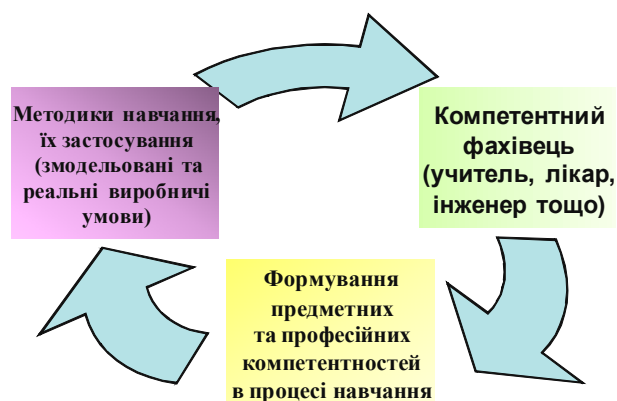 Методики навчання,
їх застосування
(змодельовані та
реальні виробничі
умови)
Компетентний
фахівець
(учитель, лікар,
інженер тощо)
Формування
предметних
та професійних
компетентностей
в процесі навчання